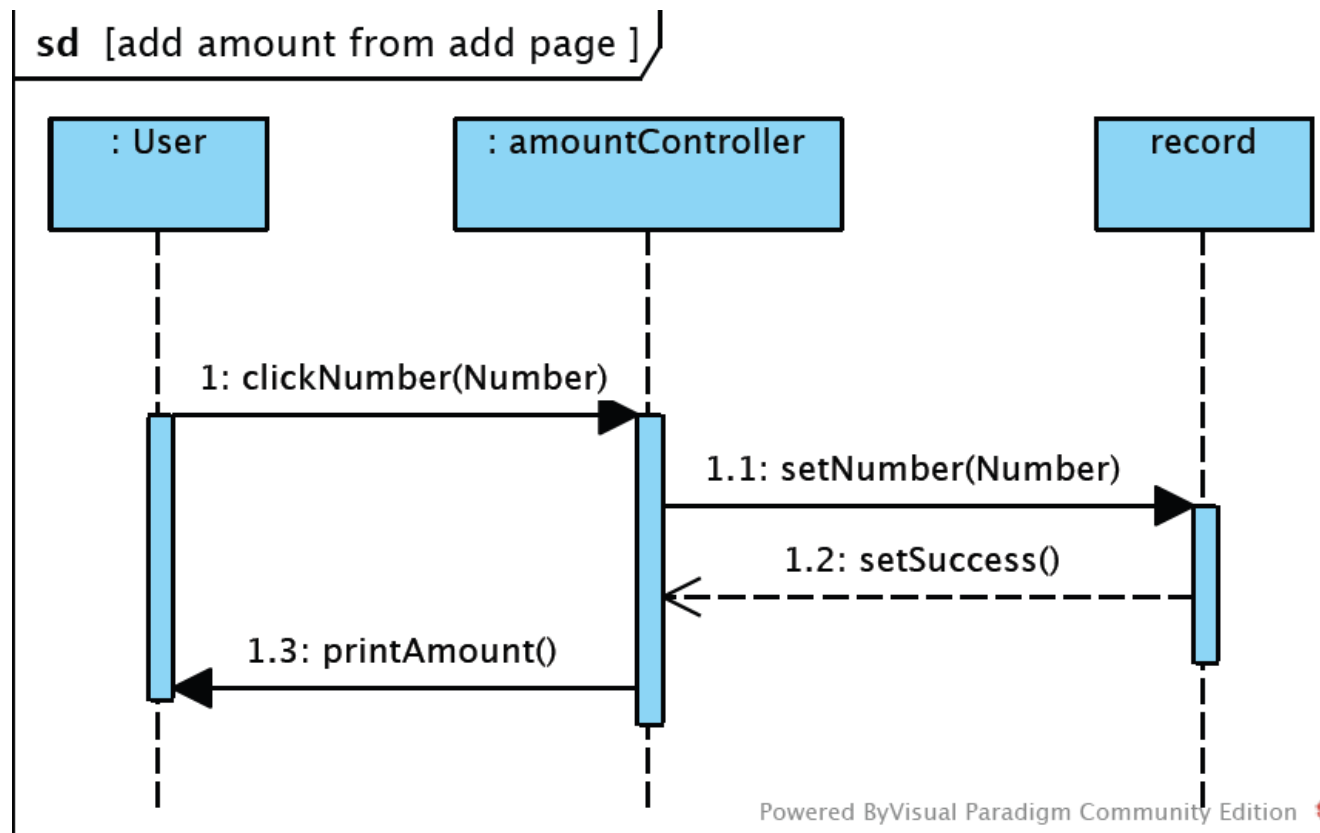 sd [add amount from add page ]
: User
: amountController
record
1: clickNumber(Number)
1.1: setNumber(Number)
1.2: setSuccess()
1.3: printAmount()
Powered ByVisual Paradigm Community Edition